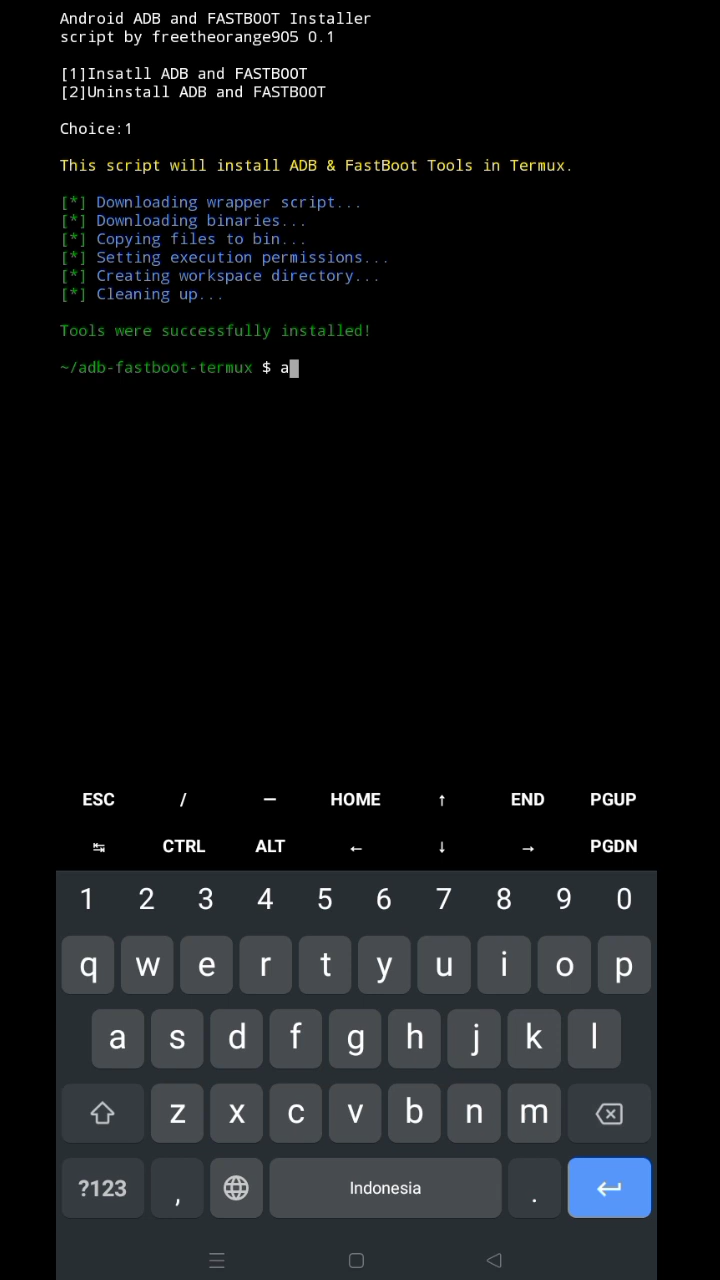 Android ADB and FASTBOOT Installer
script by freetheorange905 0.1
[1]Insatll ADB and FASTBOOT
[2]Uninstall ADB and FASTBOOT
Choice:1
This script will install ADB & FastBoot Tools in Termux.
[*] Downloading wrapper script...
[*] Downloading binaries...
[*] Copying files to bin...
[*] Setting execution permissions...
[*] Creating workspace directory...
[*] Cleaning up...
Tools were successfully installed!
~/adb-fastboot-termux $ a
ESC / — HOME ↑ END PGUP
↹ CTRL ALT ← ↓ → PGDN
1 2 3 4 5 6 7 8 9 0
q w e r t y u i o p
a s d f g h j k l
z x c v b n m
?123 , Indonesia .